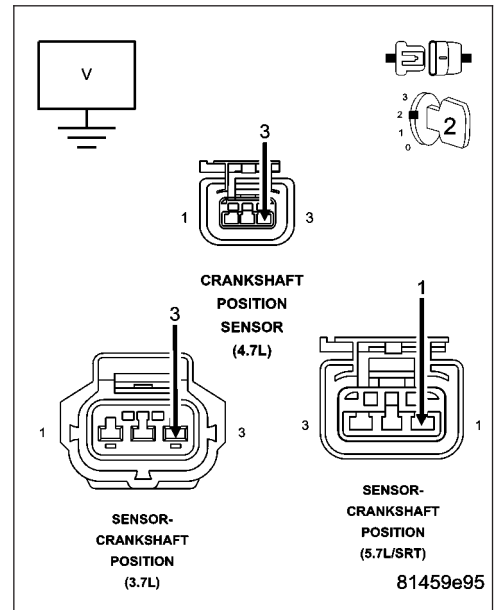 V
3
2
1
0
2
3
1
3
CRANKSHAFT
POSITION
SENSOR
(4.7L)
3
1
3
SENSOR-
CRANKSHAFT
POSITION
(3.7L)
1
3
1
SENSOR-
CRANKSHAFT
POSITION
(5.7L/SRT)
81459e95